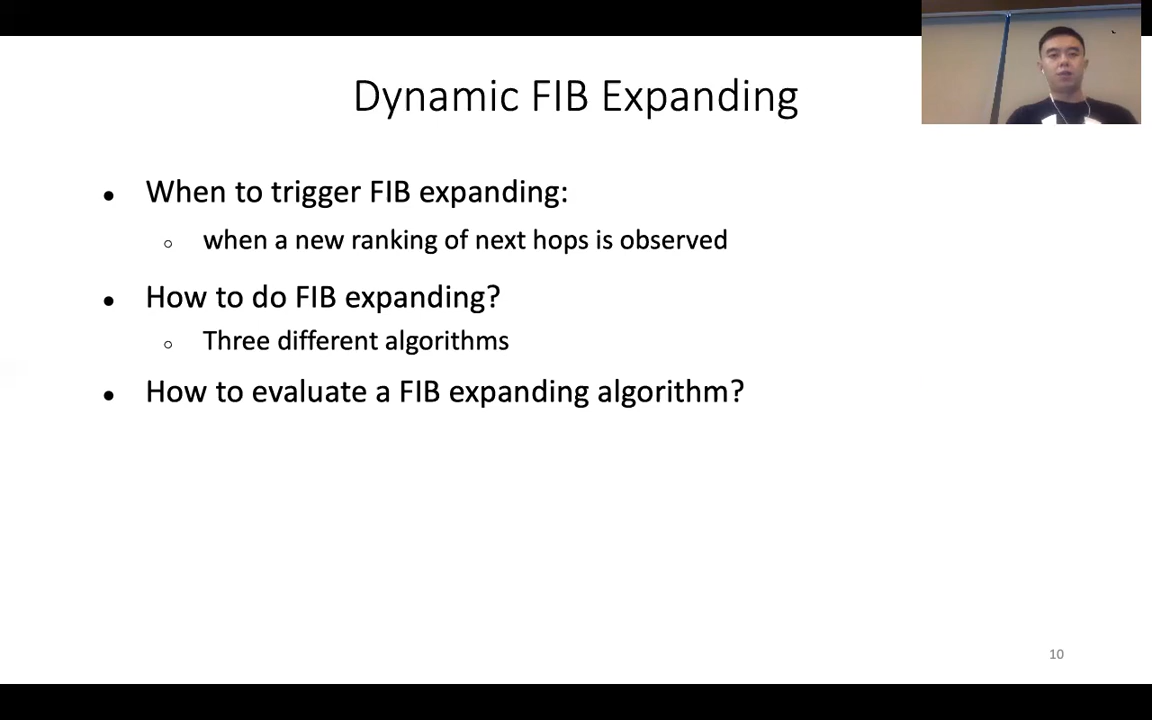 Dynamic FIB Expanding
● When to trigger FIB expanding:
○ when a new ranking of next hops is observed
● How to do FIB expanding?
○ Three different algorithms
● How to evaluate a FIB expanding algorithm?
10